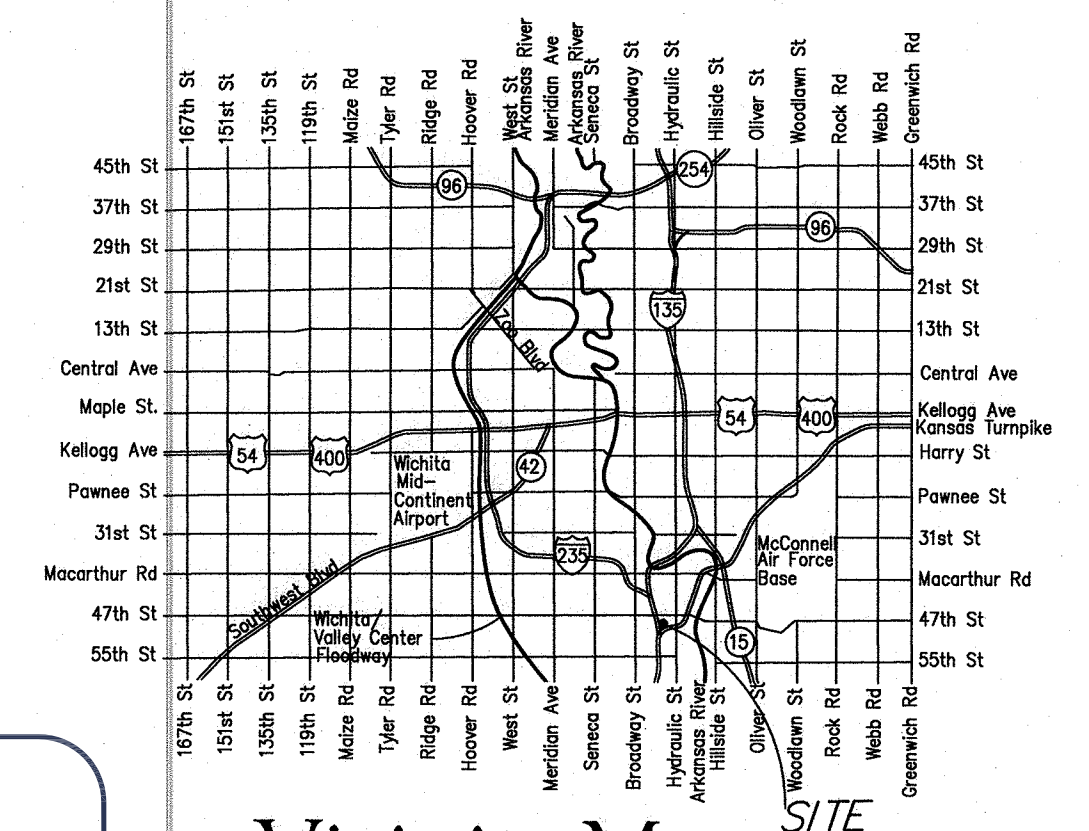 167th St
151st St
135th St
119th St
Maize Rd
Tyler Rd
Ridge Rd
Hoover Rd
West St
Arkansas River
Meridian Ave
Arkansas River
Seneca St
Broadway St
Hydraulic St
Hillside St
Oliver St
Woodlawn St
Rock Rd
Webb Rd
Greenwich Rd
45th St
37th St
29th St
21st St
13th St
Central Ave
Maple St.
Kellogg Ave
Pawnee St
31st St
Macarthur Rd
47th St
55th St
96
254
96
135
Zoo Blvd
54
400
54
400
42
Wichita
Mid-
Continent
Airport
235
Southwest Blvd
Wichita/
Valley Center
Floodway
McConnell
Air Force
Base
15
45th St
37th St
29th St
21st St
13th St
Central Ave
Kellogg Ave
Kansas Turnpike
Harry St
Pawnee St
31st St
Macarthur Rd
47th St
55th St
167th St
151st St
135th St
119th St
Maize Rd
Tyler Rd
Ridge Rd
Hoover Rd
West St
Meridian Ave
Seneca St
Broadway St
Hydraulic St
Arkansas River
Hillside St
Oliver St
Woodlawn St
Rock Rd
Webb Rd
Greenwich Rd
SITE